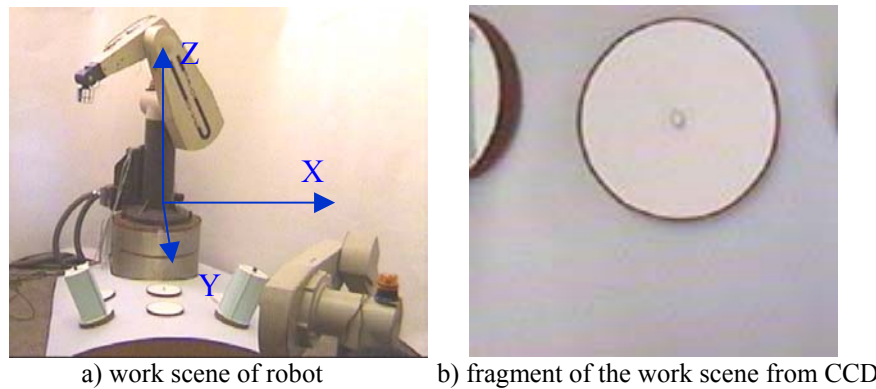 Z
X
Y
a) work scene of robot
b) fragment of the work scene from CCD